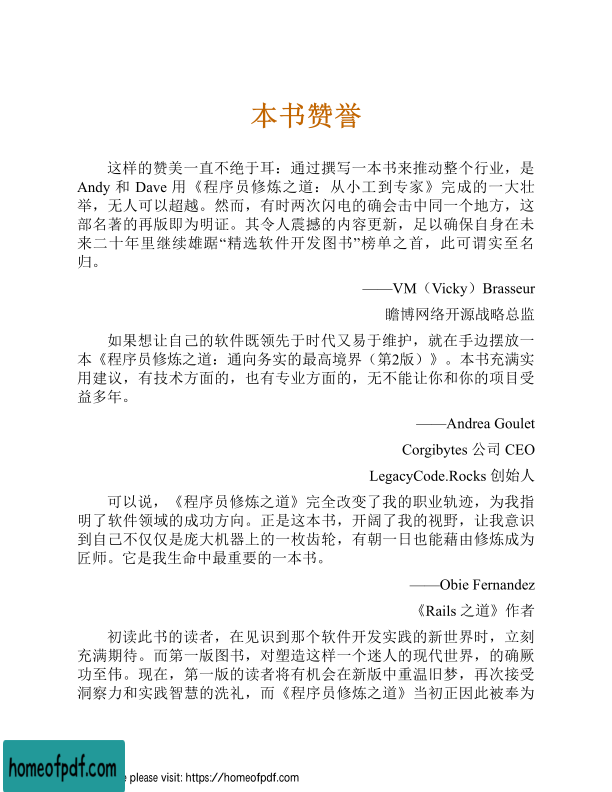 本书赞誉
这样的赞美一直不绝于耳：通过撰写一本书来推动整个行业，是
Andy 和 Dave 用《程序员修炼之道：从小工到专家》完成的一大壮
举，无人可以超越。然而，有时两次闪电的确会击中同一个地方，这
部名著的再版即为明证。其令人震撼的内容更新，足以确保自身在未
来二十年里继续雄踞“精选软件开发图书”榜单之首，此可谓实至名
归。
——VM（Vicky）Brasseur
瞻博网络开源战略总监
如果想让自己的软件既领先于时代又易于维护，就在手边摆放一
本《程序员修炼之道：通向务实的最高境界（第2版）》。本书充满实
用建议，有技术方面的，也有专业方面的，无不能让你和你的项目受
益多年。
——Andrea Goulet
Corgibytes 公司 CEO
LegacyCode.Rocks 创始人
可以说，《程序员修炼之道》完全改变了我的职业轨迹，为我指
明了软件领域的成功方向。正是这本书，开阔了我的视野，让我意识
到自己不仅仅是庞大机器上的一枚齿轮，有朝一日也能藉由修炼成为
匠师。它是我生命中最重要的一本书。
——Obie Fernandez
《Rails 之道》作者
初读此书的读者，在见识到那个软件开发实践的新世界时，立刻
充满期待。而第一版图书，对塑造这样一个迷人的现代世界，的确厥
功至伟。现在，第一版的读者将有机会在新版中重温旧梦，再次接受
洞察力和实践智慧的洗礼，而《程序员修炼之道》当初正因此被奉为
homeofpdf.com
please visit: https://homeofpdf.com